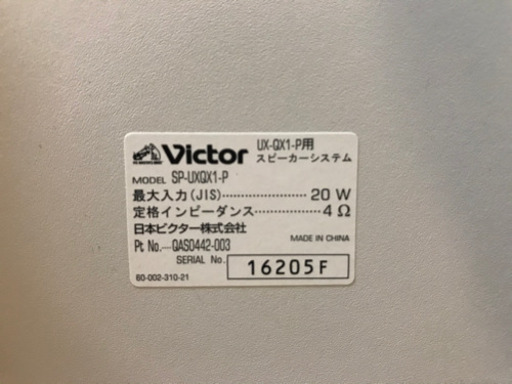 Victor
UX-QX1-P用
スピーカーシステム
MODEL SP-UXQX1-P
最大入力(JIS)........................20 W
定格インピーダンス.................4 Ω
日本ビクター株式会社
Pt No.—QAS0442-003
MADE IN CHINA
SERIAL No. 16205F
60-002-310-21